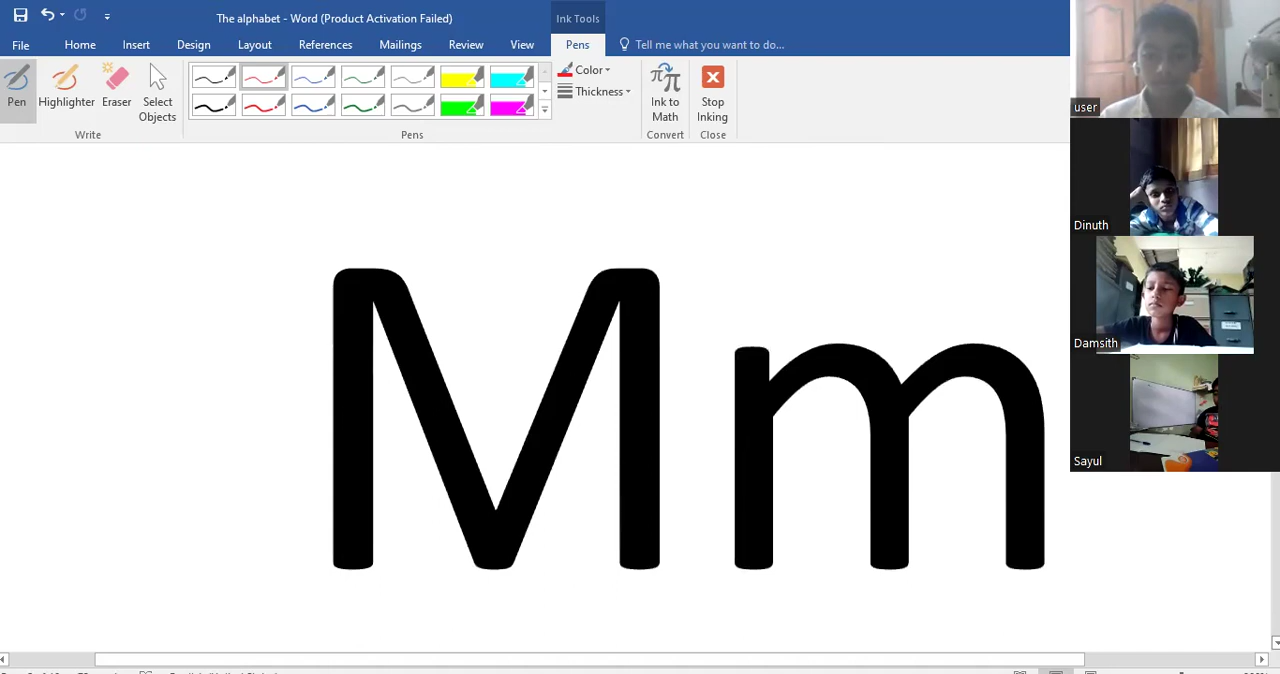 The alphabet - Word (Product Activation Failed)
Ink Tools
File Home Insert Design Layout References Mailings Review View Pens Tell me what you want to do...
Pen
Highlighter
Eraser
Select Objects
Write
Pens
Color
Thickness
Ink to Math
Convert
Stop Inking
Close
Mm
user
Dinuth
Damsith
Sayul